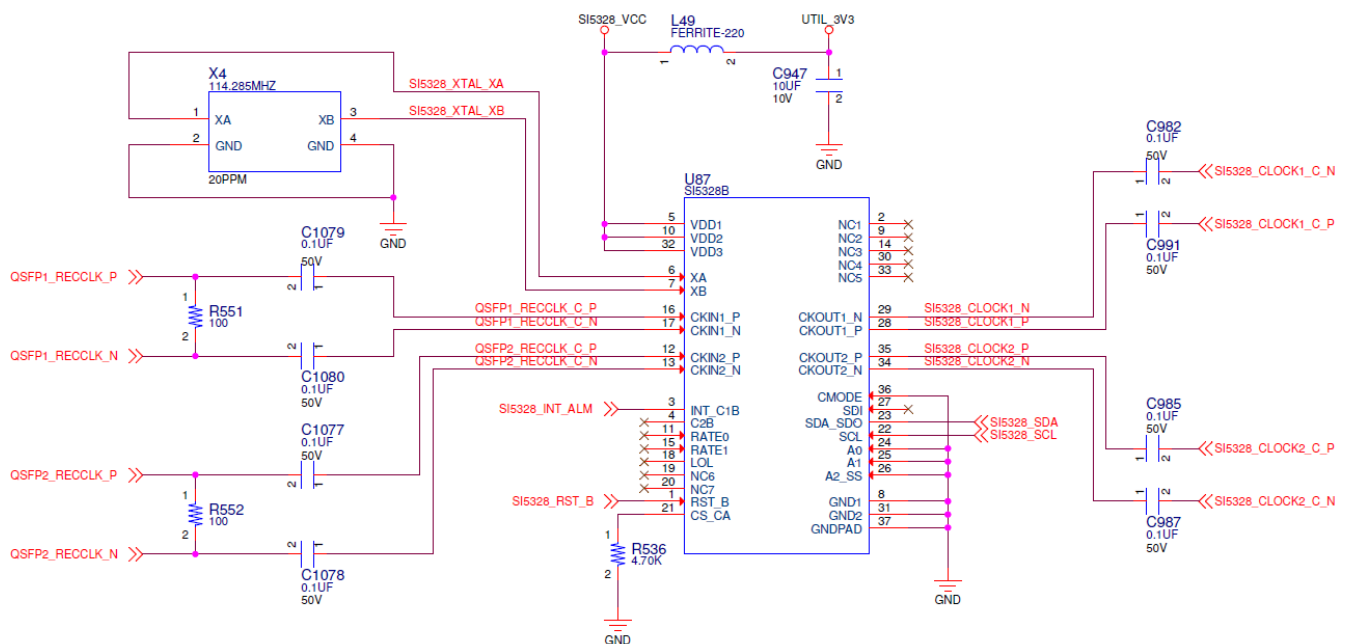 SI5328_VCC
L49
FERRITE-220
UTIL_3V3
1
2
C947
10UF
10V
1
2
GND
X4
114.285MHZ
1
XA
XB
3
2
GND
GND
4
20PPM
GND
SI5328_XTAL_XA
SI5328_XTAL_XB
C982
0.1UF
50V
1
2
SI5328_CLOCK1_C_N
1
2
SI5328_CLOCK1_C_P
C991
0.1UF
50V
U87
SI5328B
5
VDD1
10
VDD2
32
VDD3
6
XA
7
XB
16
CKIN1_P
17
CKIN1_N
12
CKIN2_P
13
CKIN2_N
3
INT_C1B
4
C2B
11
RATE0
15
RATE1
18
LOL
19
NC6
20
NC7
1
RST_B
21
CS_CA
NC1
2
NC2
9
NC3
14
NC4
30
NC5
33
CKOUT1_N
29
CKOUT1_P
28
CKOUT2_P
35
CKOUT2_N
34
CMODE
36
SDI
27
SDA_SDO
23
SCL
22
A0
24
A1
25
A2_SS
26
GND1
8
GND2
31
GNDPAD
37
C1079
0.1UF
50V
2
1
QSFP1_RECCLK_P
1
R551
100
2
QSFP1_RECCLK_N
2
1
C1080
0.1UF
50V
QSFP1_RECCLK_C_P
QSFP1_RECCLK_C_N
QSFP2_RECCLK_C_P
QSFP2_RECCLK_C_N
SI5328_INT_ALM
C1077
0.1UF
50V
2
1
QSFP2_RECCLK_P
1
R552
100
2
QSFP2_RECCLK_N
2
1
C1078
0.1UF
50V
SI5328_RST_B
1
R536
4.70K
2
GND
SI5328_CLOCK1_N
SI5328_CLOCK1_P
SI5328_CLOCK2_P
SI5328_CLOCK2_N
SI5328_SDA
SI5328_SCL
C985
0.1UF
50V
1
2
SI5328_CLOCK2_C_P
1
2
SI5328_CLOCK2_C_N
C987
0.1UF
50V
GND